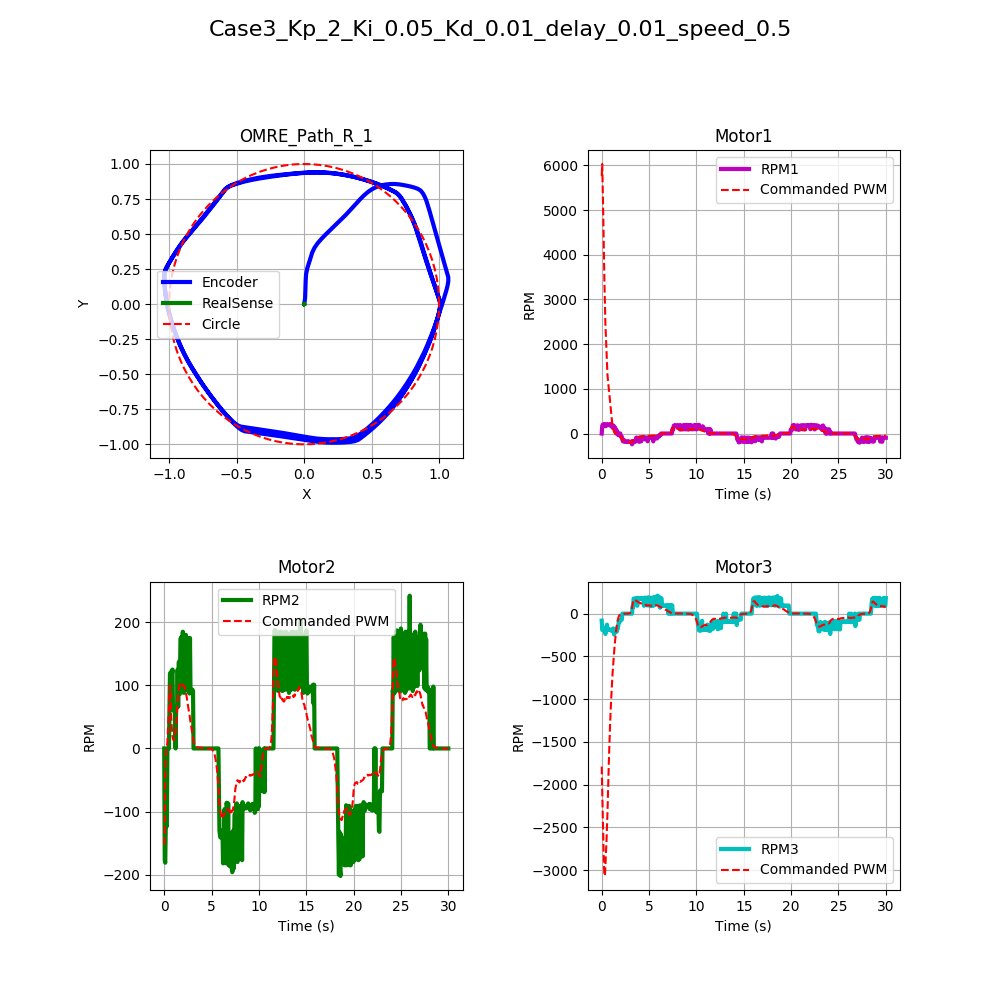 Case3_Kp_2_Ki_0.05_Kd_0.01_delay_0.01_speed_0.5
OMRE_Path_R_1
1.00
0.75
0.50
0.25
0.00
−0.25
−0.50
−0.75
−1.00
Y
Encoder
RealSense
Circle
−1.0 −0.5 0.0 0.5 1.0
X
Motor1
6000
5000
4000
3000
2000
1000
0
RPM
RPM1
Commanded PWM
0 5 10 15 20 25 30
Time (s)
Motor2
200
100
0
−100
−200
RPM
RPM2
Commanded PWM
0 5 10 15 20 25 30
Time (s)
Motor3
0
−500
−1000
−1500
−2000
−2500
−3000
RPM
RPM3
Commanded PWM
0 5 10 15 20 25 30
Time (s)